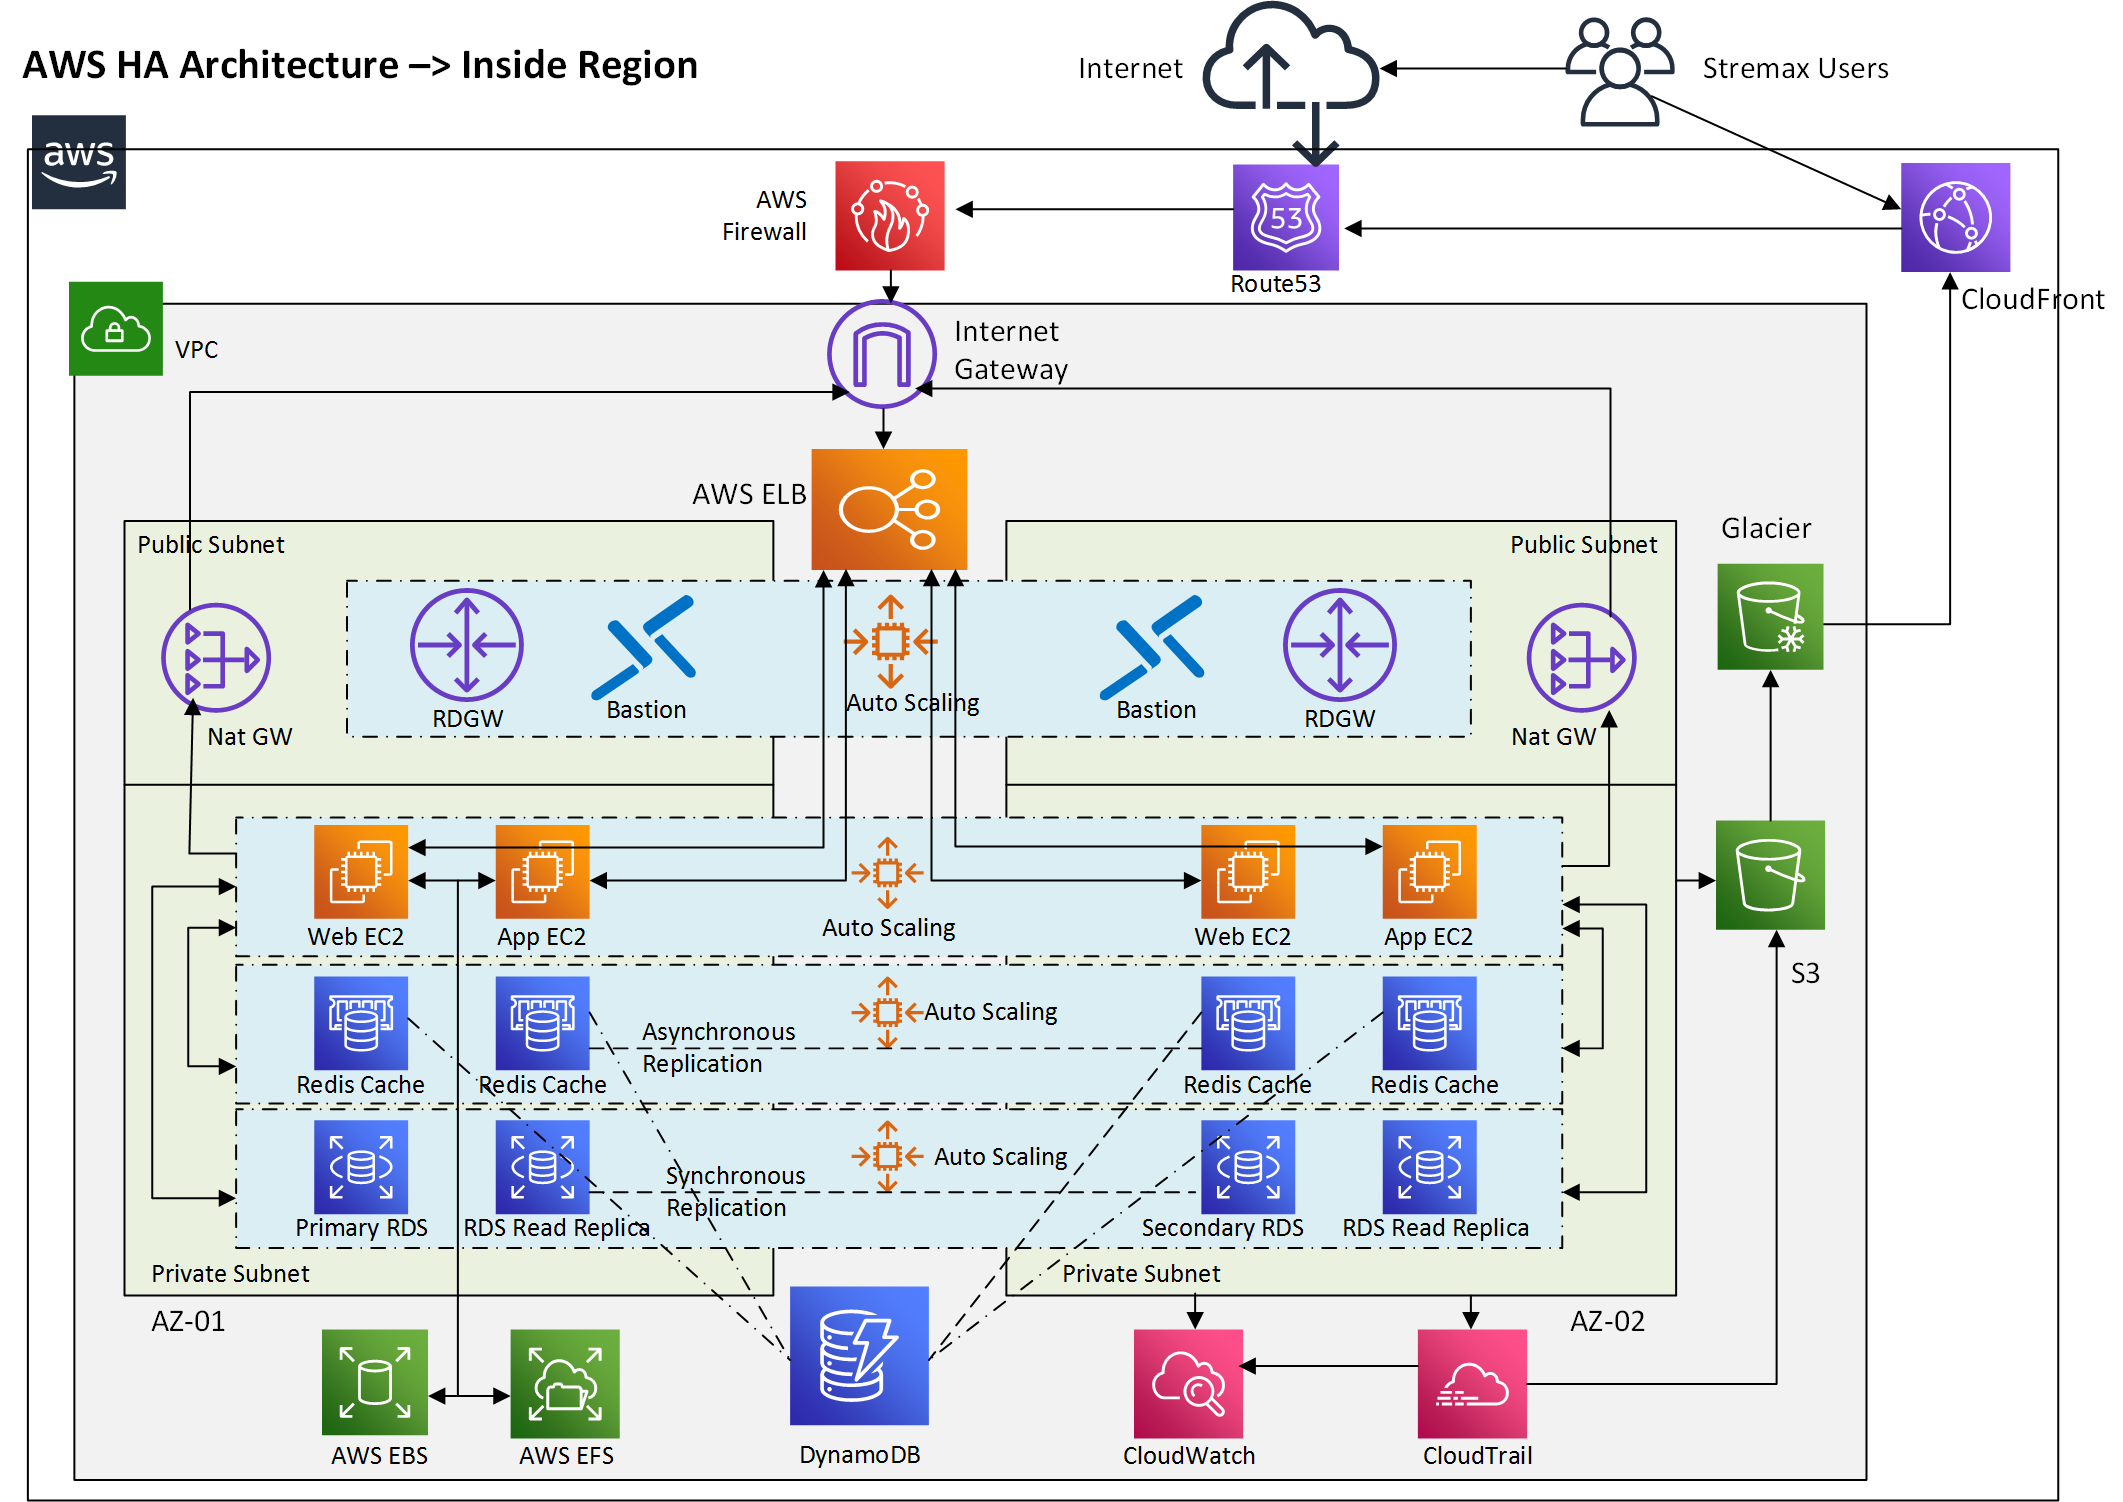 AWS HA Architecture –> Inside Region
Internet
Stremax Users
aws
AWS
Firewall
53
Route53
CloudFront
VPC
Internet
Gateway
AWS ELB
Public Subnet
Public Subnet
Glacier
RDGW
Bastion
Auto Scaling
Bastion
RDGW
Nat GW
Nat GW
Web EC2
App EC2
Auto Scaling
Web EC2
App EC2
S3
Redis Cache
Redis Cache
Asynchronous
Replication
Auto Scaling
Redis Cache
Redis Cache
Primary RDS
RDS Read Replica
Synchronous
Replication
Auto Scaling
Secondary RDS
RDS Read Replica
Private Subnet
Private Subnet
AZ-01
AZ-02
AWS EBS
AWS EFS
DynamoDB
CloudWatch
CloudTrail